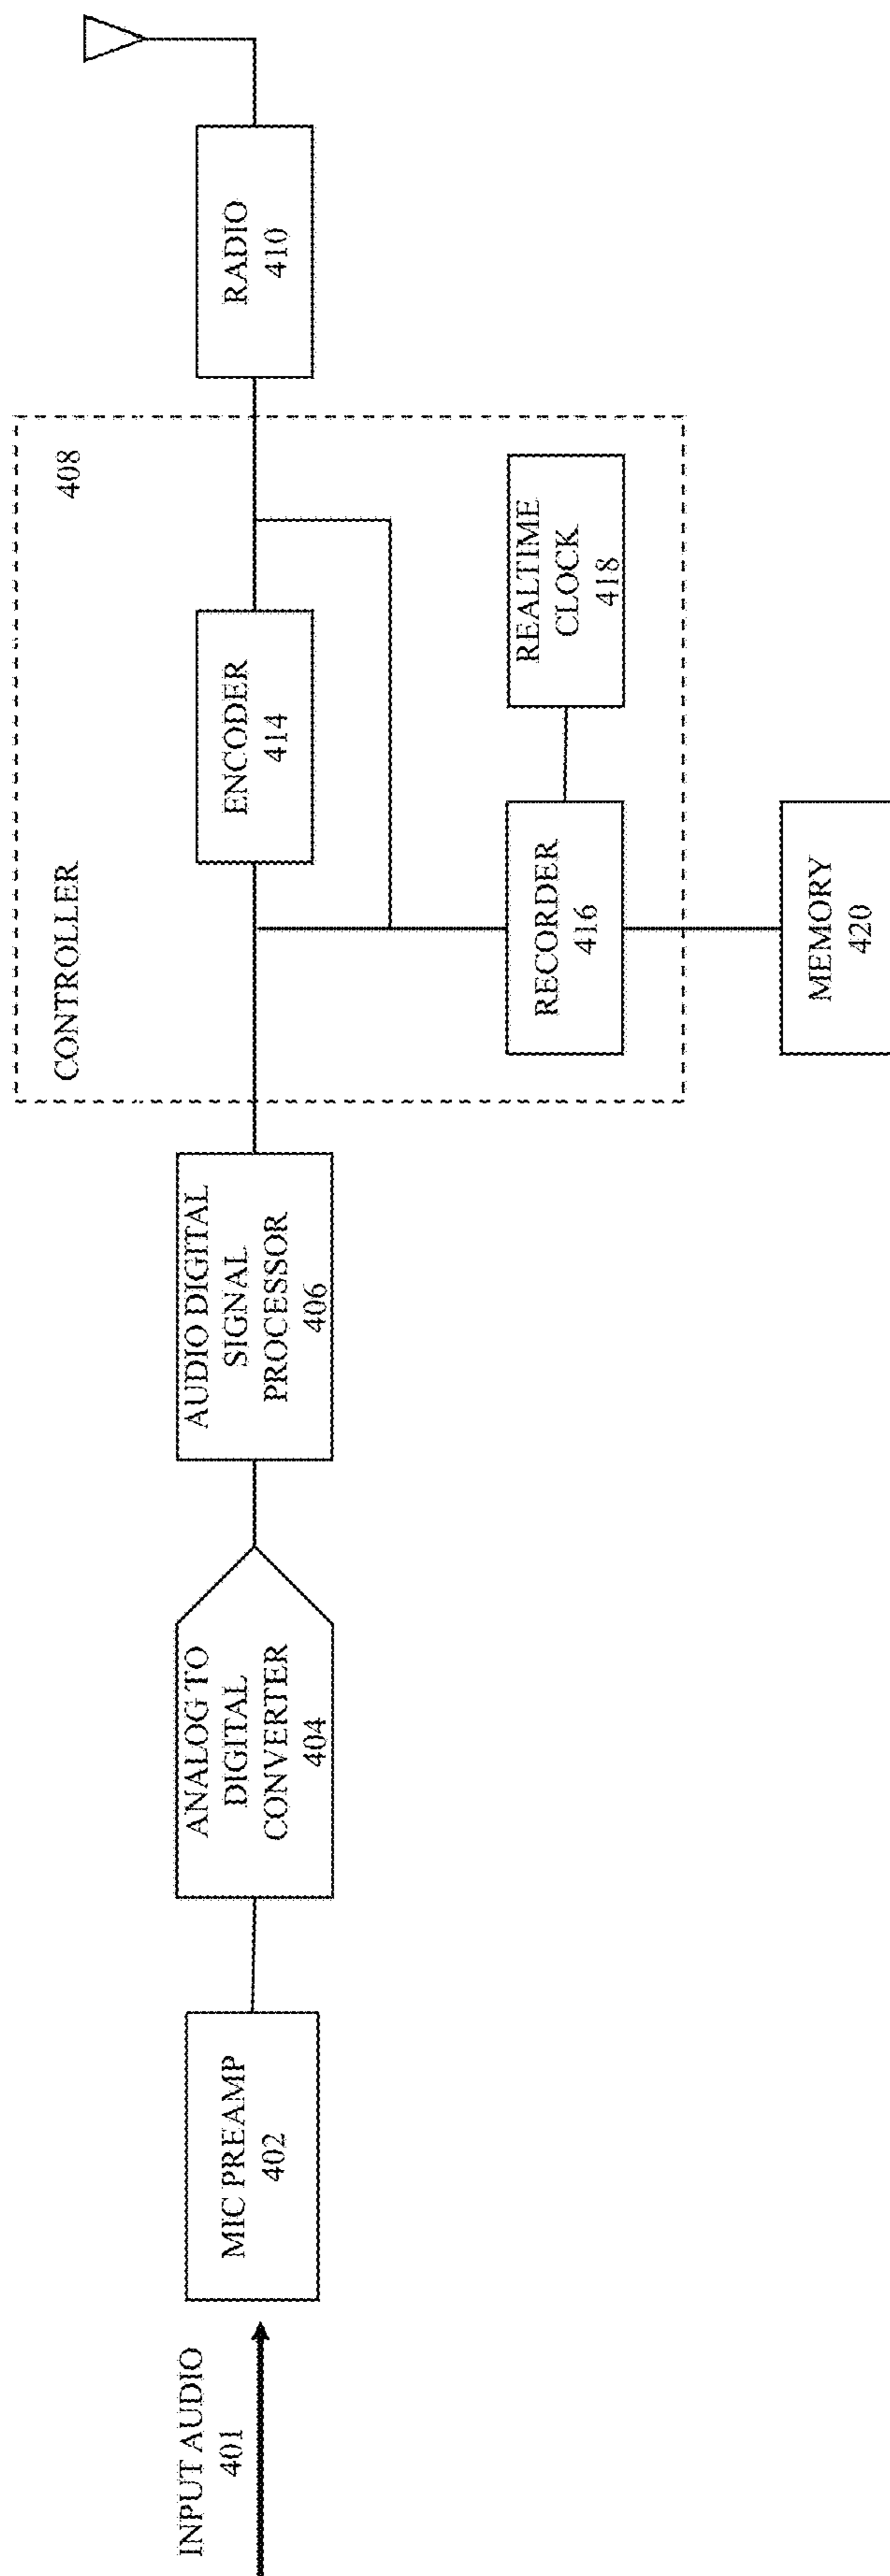 INPUT AUDIO
401
MIC PREAMP
402
ANALOG TO
DIGITAL
CONVERTER
404
AUDIO DIGITAL
SIGNAL
PROCESSOR
406
CONTROLLER
408
ENCODER
414
RECORDER
416
REALTIME
CLOCK
418
MEMORY
420
RADIO
410